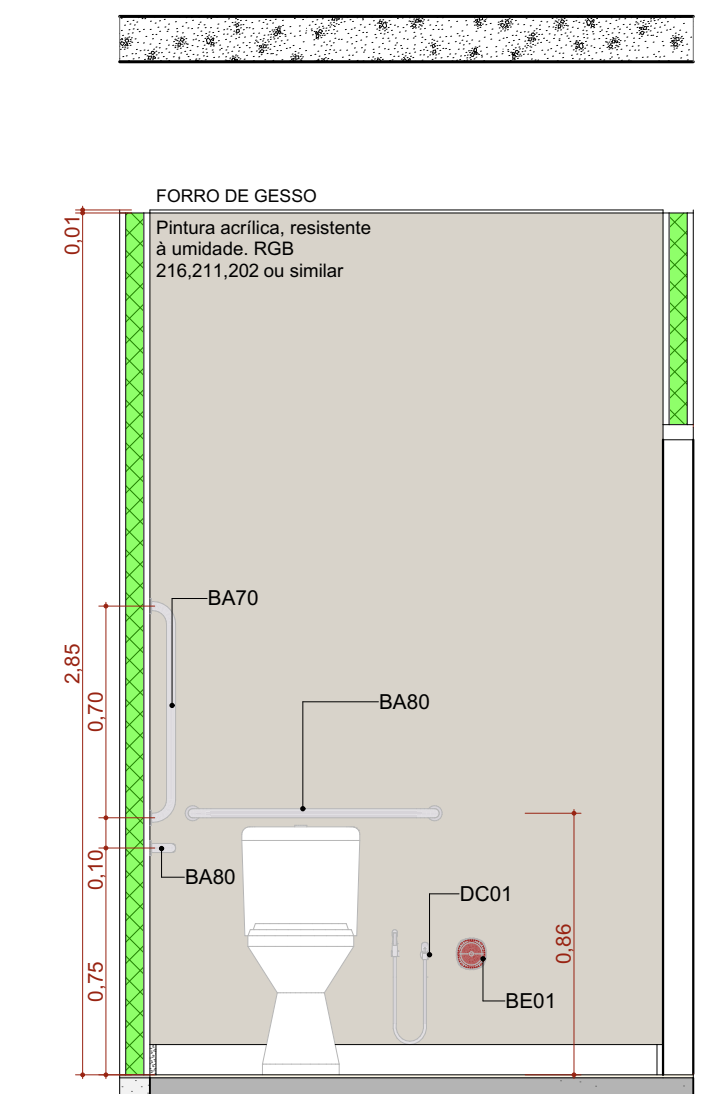 FORRO DE GESSO
Pintura acrílica, resistente
à umidade. RGB
216,211,202 ou similar
0,01
BA70
2,85
0,70
BA80
0,10
BA80
DC01
0,86
0,75
BE01